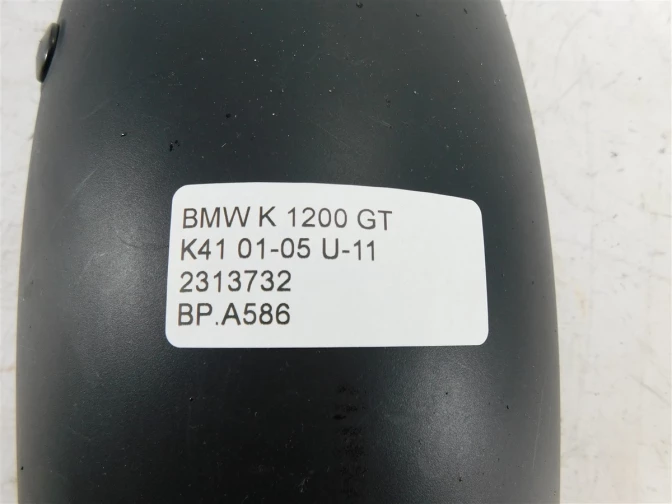 BMW K 1200 GT
K41 01-05 U-11
2313732
BP.A586